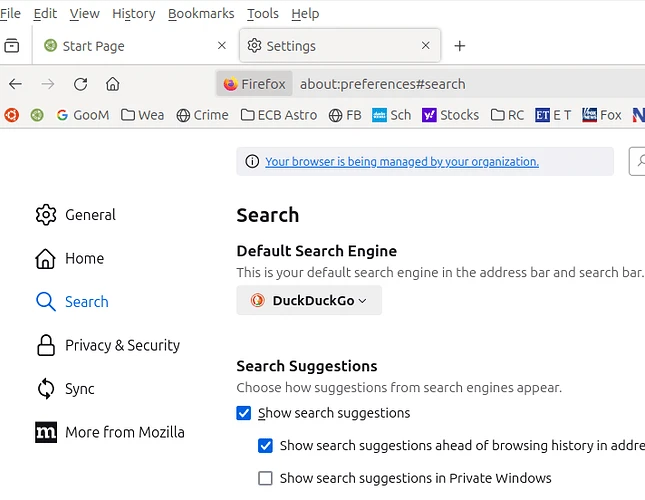 File Edit View History Bookmarks Tools Help
Start Page Settings
Firefox about:preferences#search
G GooM Wea Crime ECB Astro FB Sch y! Stocks RC ET E T Fox N
Your browser is being managed by your organization.
General
Search
Default Search Engine
Home
This is your default search engine in the address bar and search bar.
Search
DuckDuckGo
Privacy & Security
Search Suggestions
Sync
Choose how suggestions from search engines appear.
Show search suggestions
m More from Mozilla
Show search suggestions ahead of browsing history in addre
Show search suggestions in Private Windows